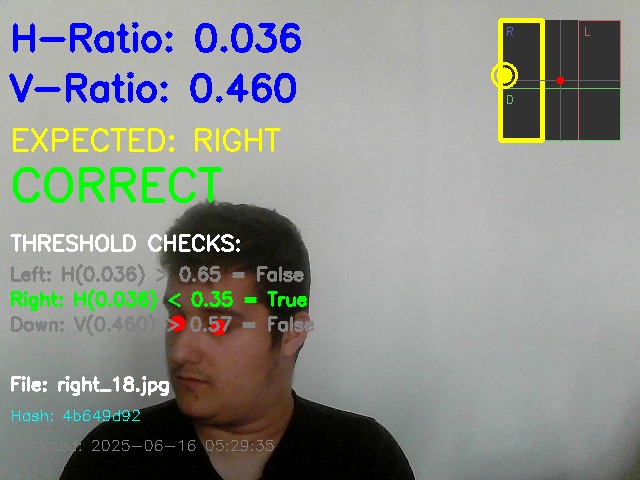 H-Ratio: 0.036
V-Ratio: 0.460
EXPECTED: RIGHT
CORRECT
THRESHOLD CHECKS:
Left: H(0.036) > 0.65 = False
Right: H(0.036) < 0.35 = True
Down: V(0.460) > 0.57 = False
File: right_18.jpg
Hash: 4b649d92
2025-06-16 05:29:35
R
L
D